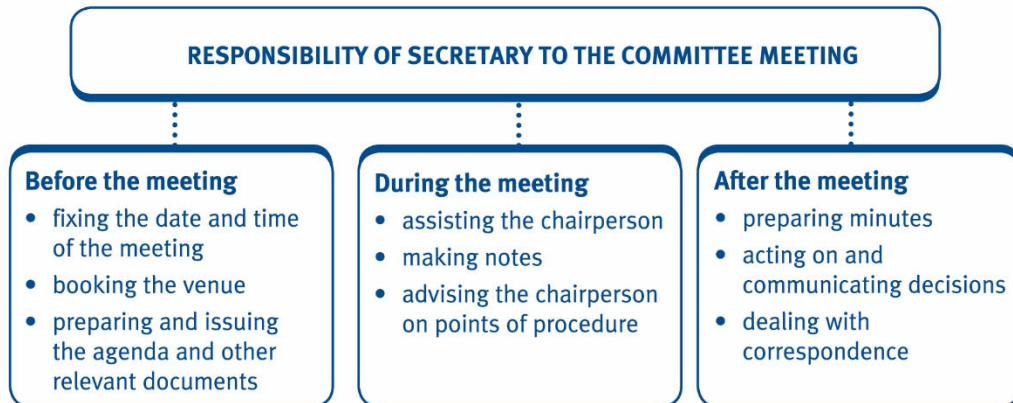 RESPONSIBILITY OF SECRETARY TO THE COMMITTEE MEETING
Before the meeting
• fixing the date and time
of the meeting
• booking the venue
• preparing and issuing
the agenda and other
relevant documents
During the meeting
• assisting the chairperson
• making notes
• advising the chairperson
on points of procedure
After the meeting
• preparing minutes
• acting on and
communicating decisions
• dealing with
correspondence